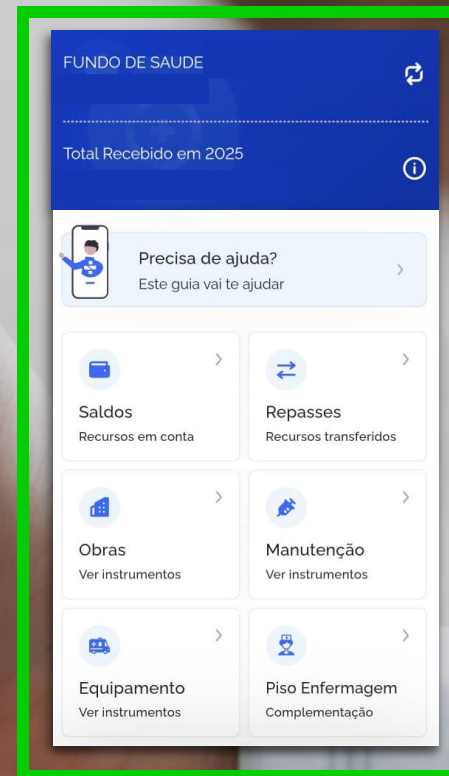 FUNDO DE SAUDE
Total Recebido em 2025
Precisa de ajuda?
Este guia vai te ajudar
Saldos
Recursos em conta
Repasses
Recursos transferidos
Obras
Ver instrumentos
Manutenção
Ver instrumentos
Equipamento
Ver instrumentos
Piso Enfermagem
Complementação